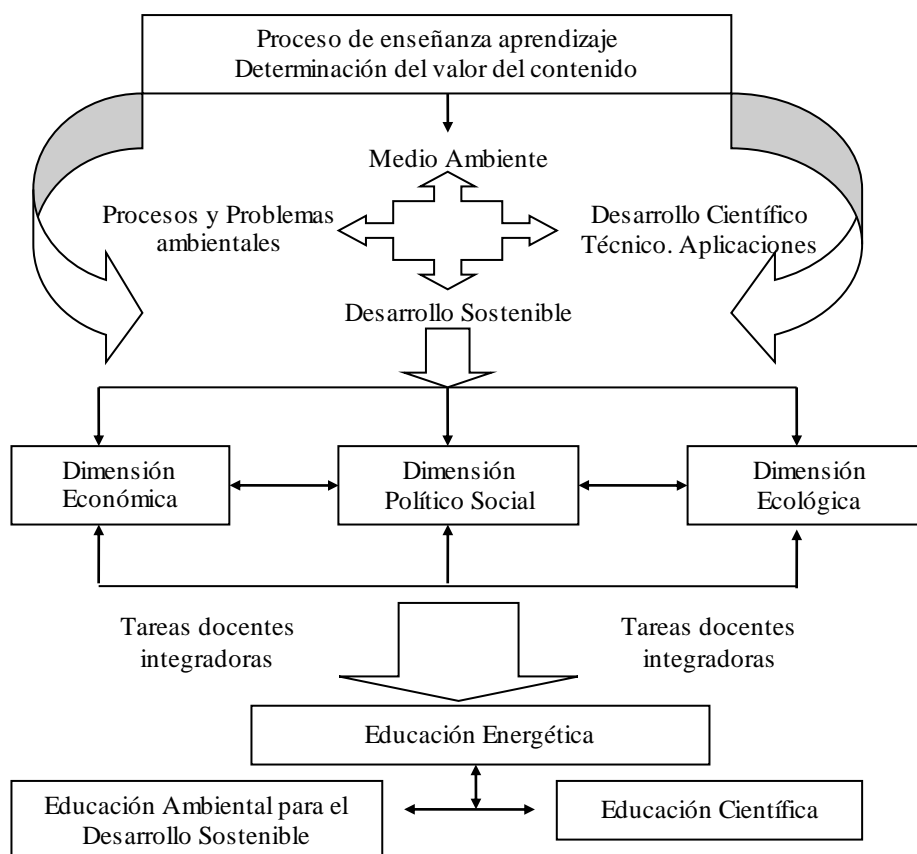 Proceso de enseñanza aprendizaje
Determinación del valor del contenido
Medio Ambiente
Procesos y Problemas
ambientales
Desarrollo Científico
Técnico. Aplicaciones
Desarrollo Sostenible
Dimensión
Económica
Dimensión
Político Social
Dimensión
Ecológica
Tareas docentes
integradoras
Tareas docentes
integradoras
Educación Energética
Educación Ambiental para el
Desarrollo Sostenible
Educación Científica